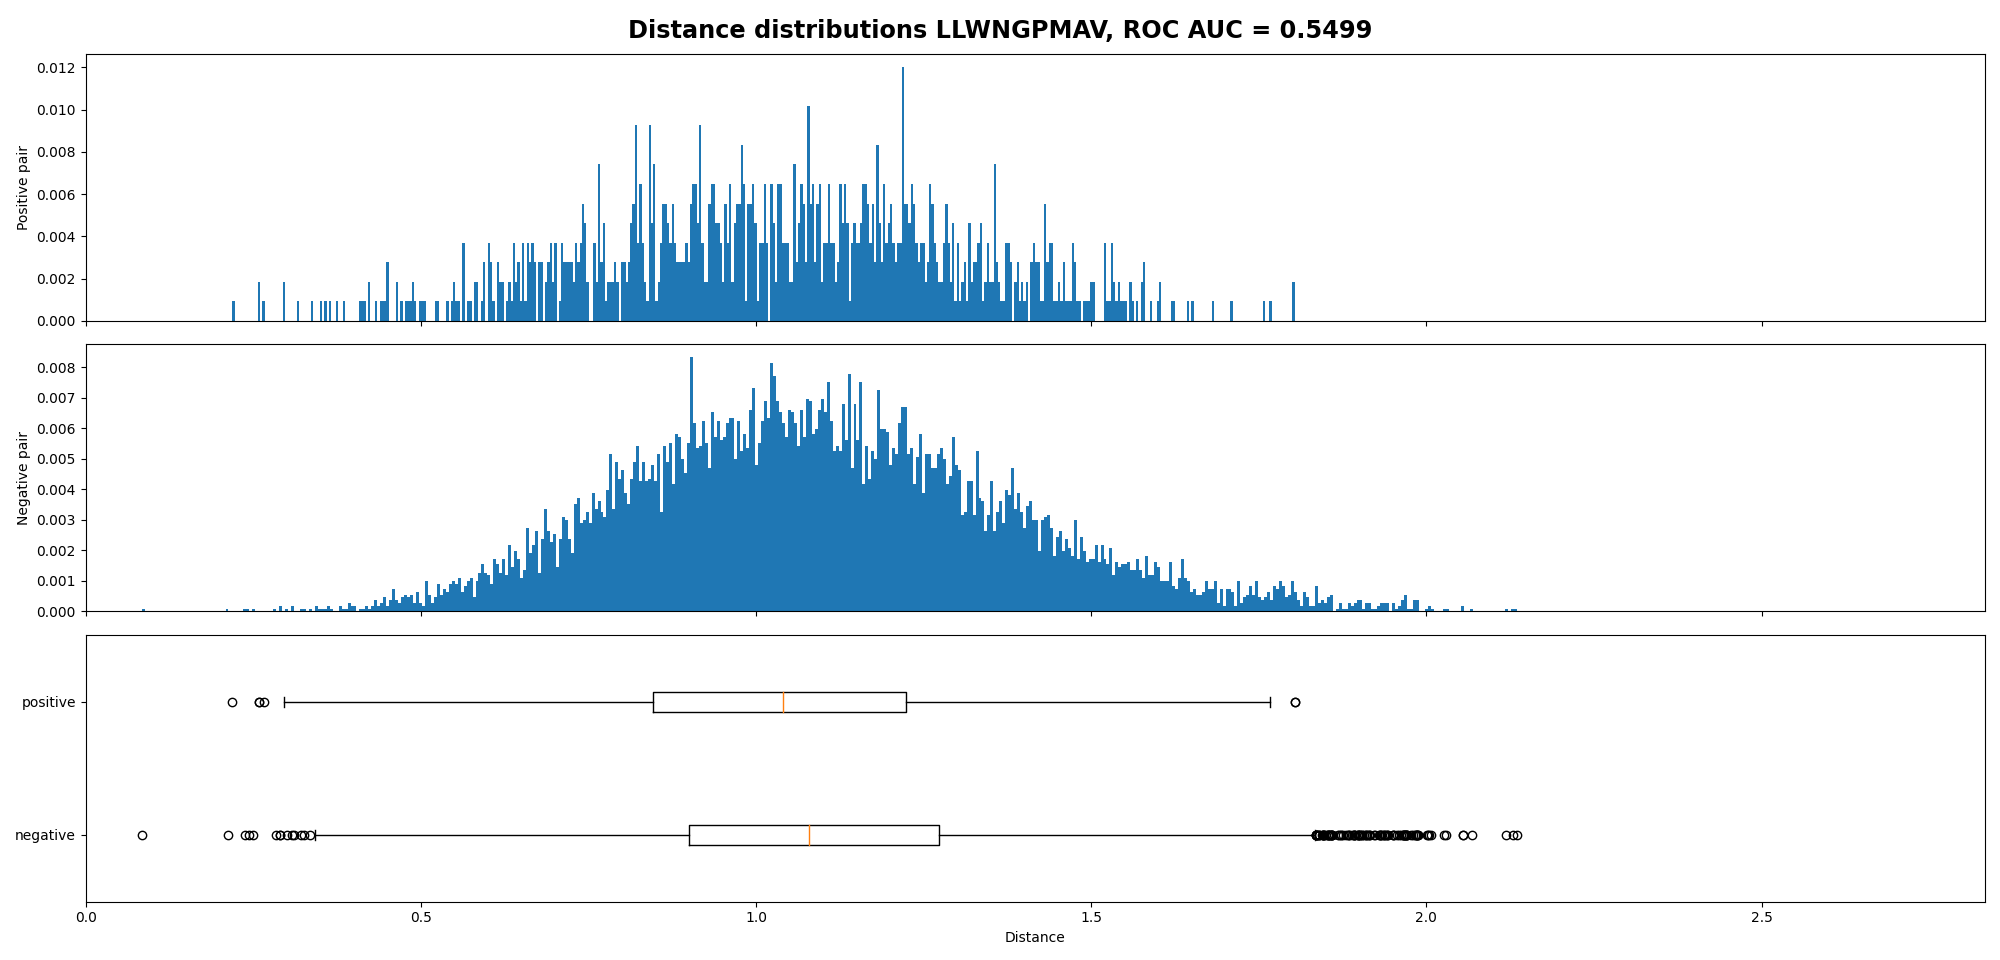 Distance distributions LLWNGPMAV, ROC AUC = 0.5499
0.012
0.010
0.008
0.006
0.004
0.002
0.000
Positive pair
0.008
0.007
0.006
0.005
0.004
0.003
0.002
0.001
0.000
Negative pair
positive
negative
0.0 0.5 1.0 1.5 2.0 2.5
Distance